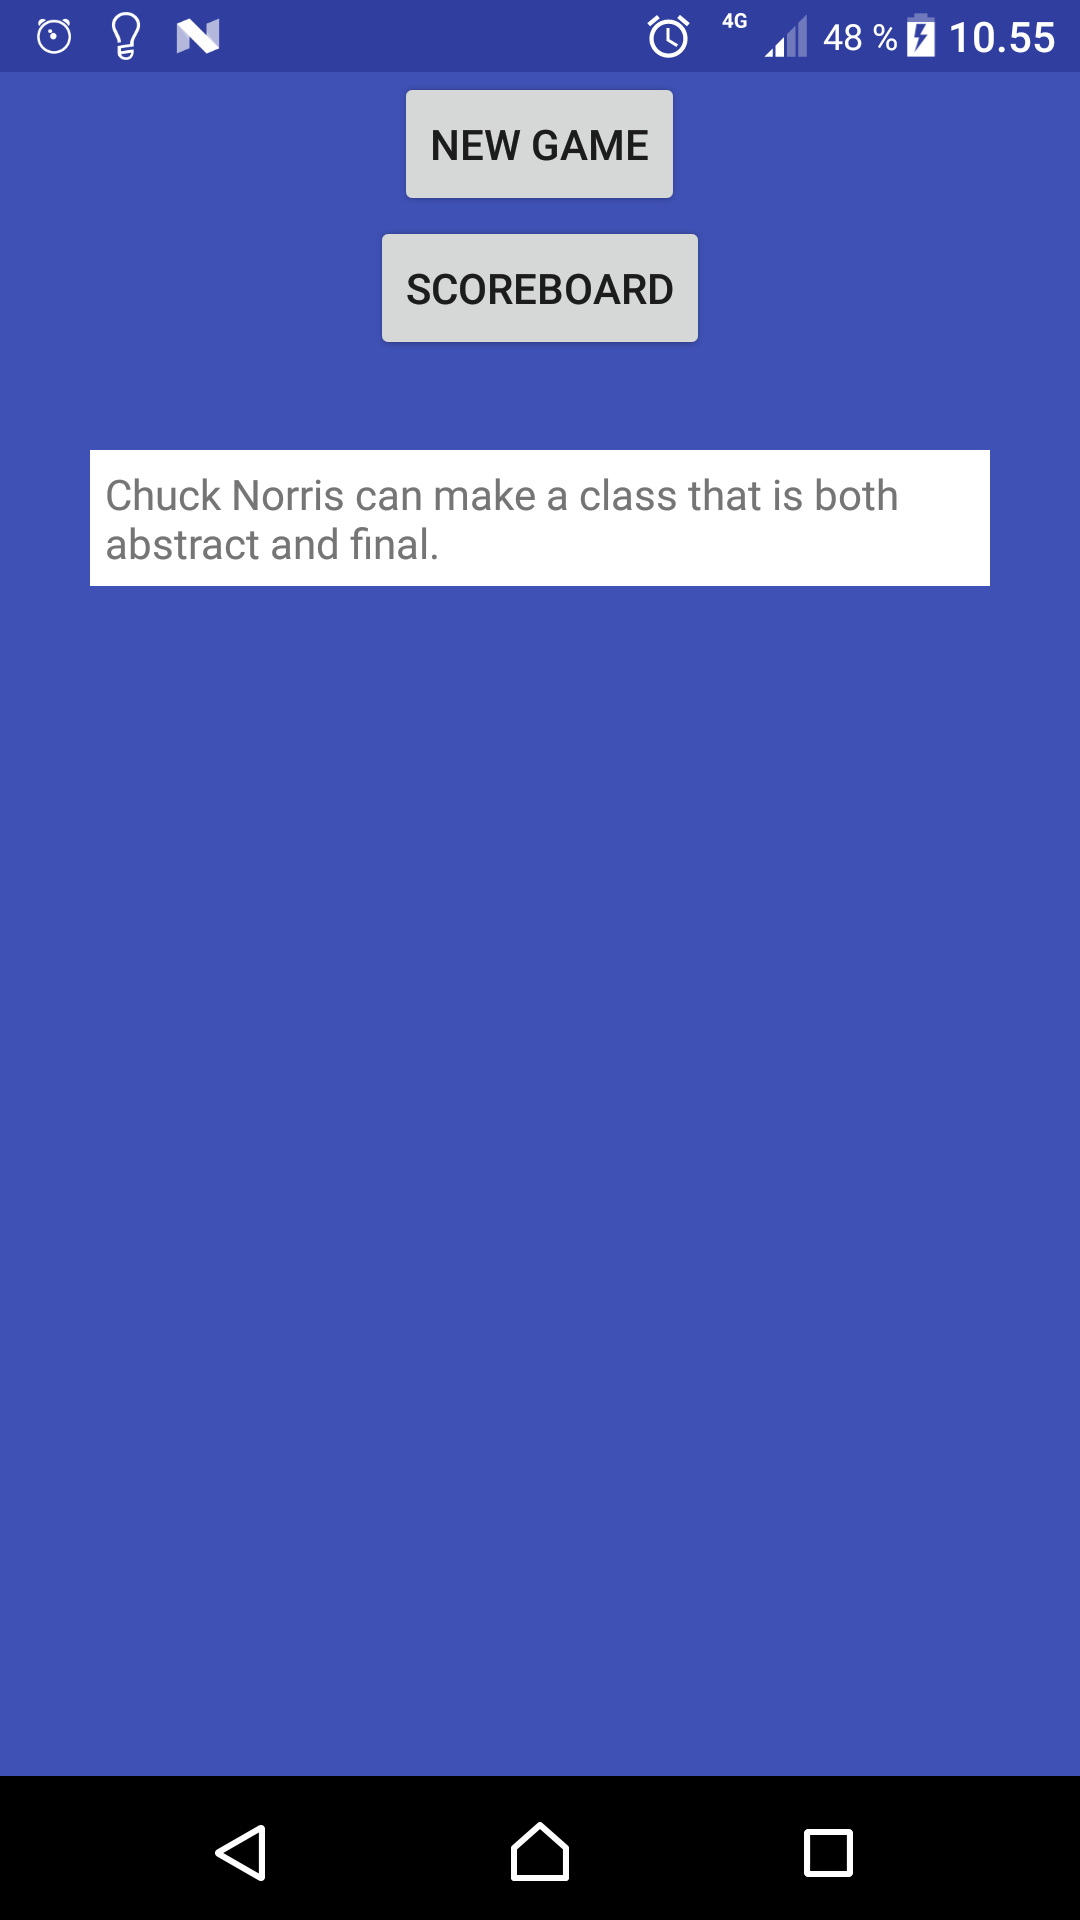 4G 48 % 10.55
NEW GAME
SCOREBOARD
Chuck Norris can make a class that is both
abstract and final.